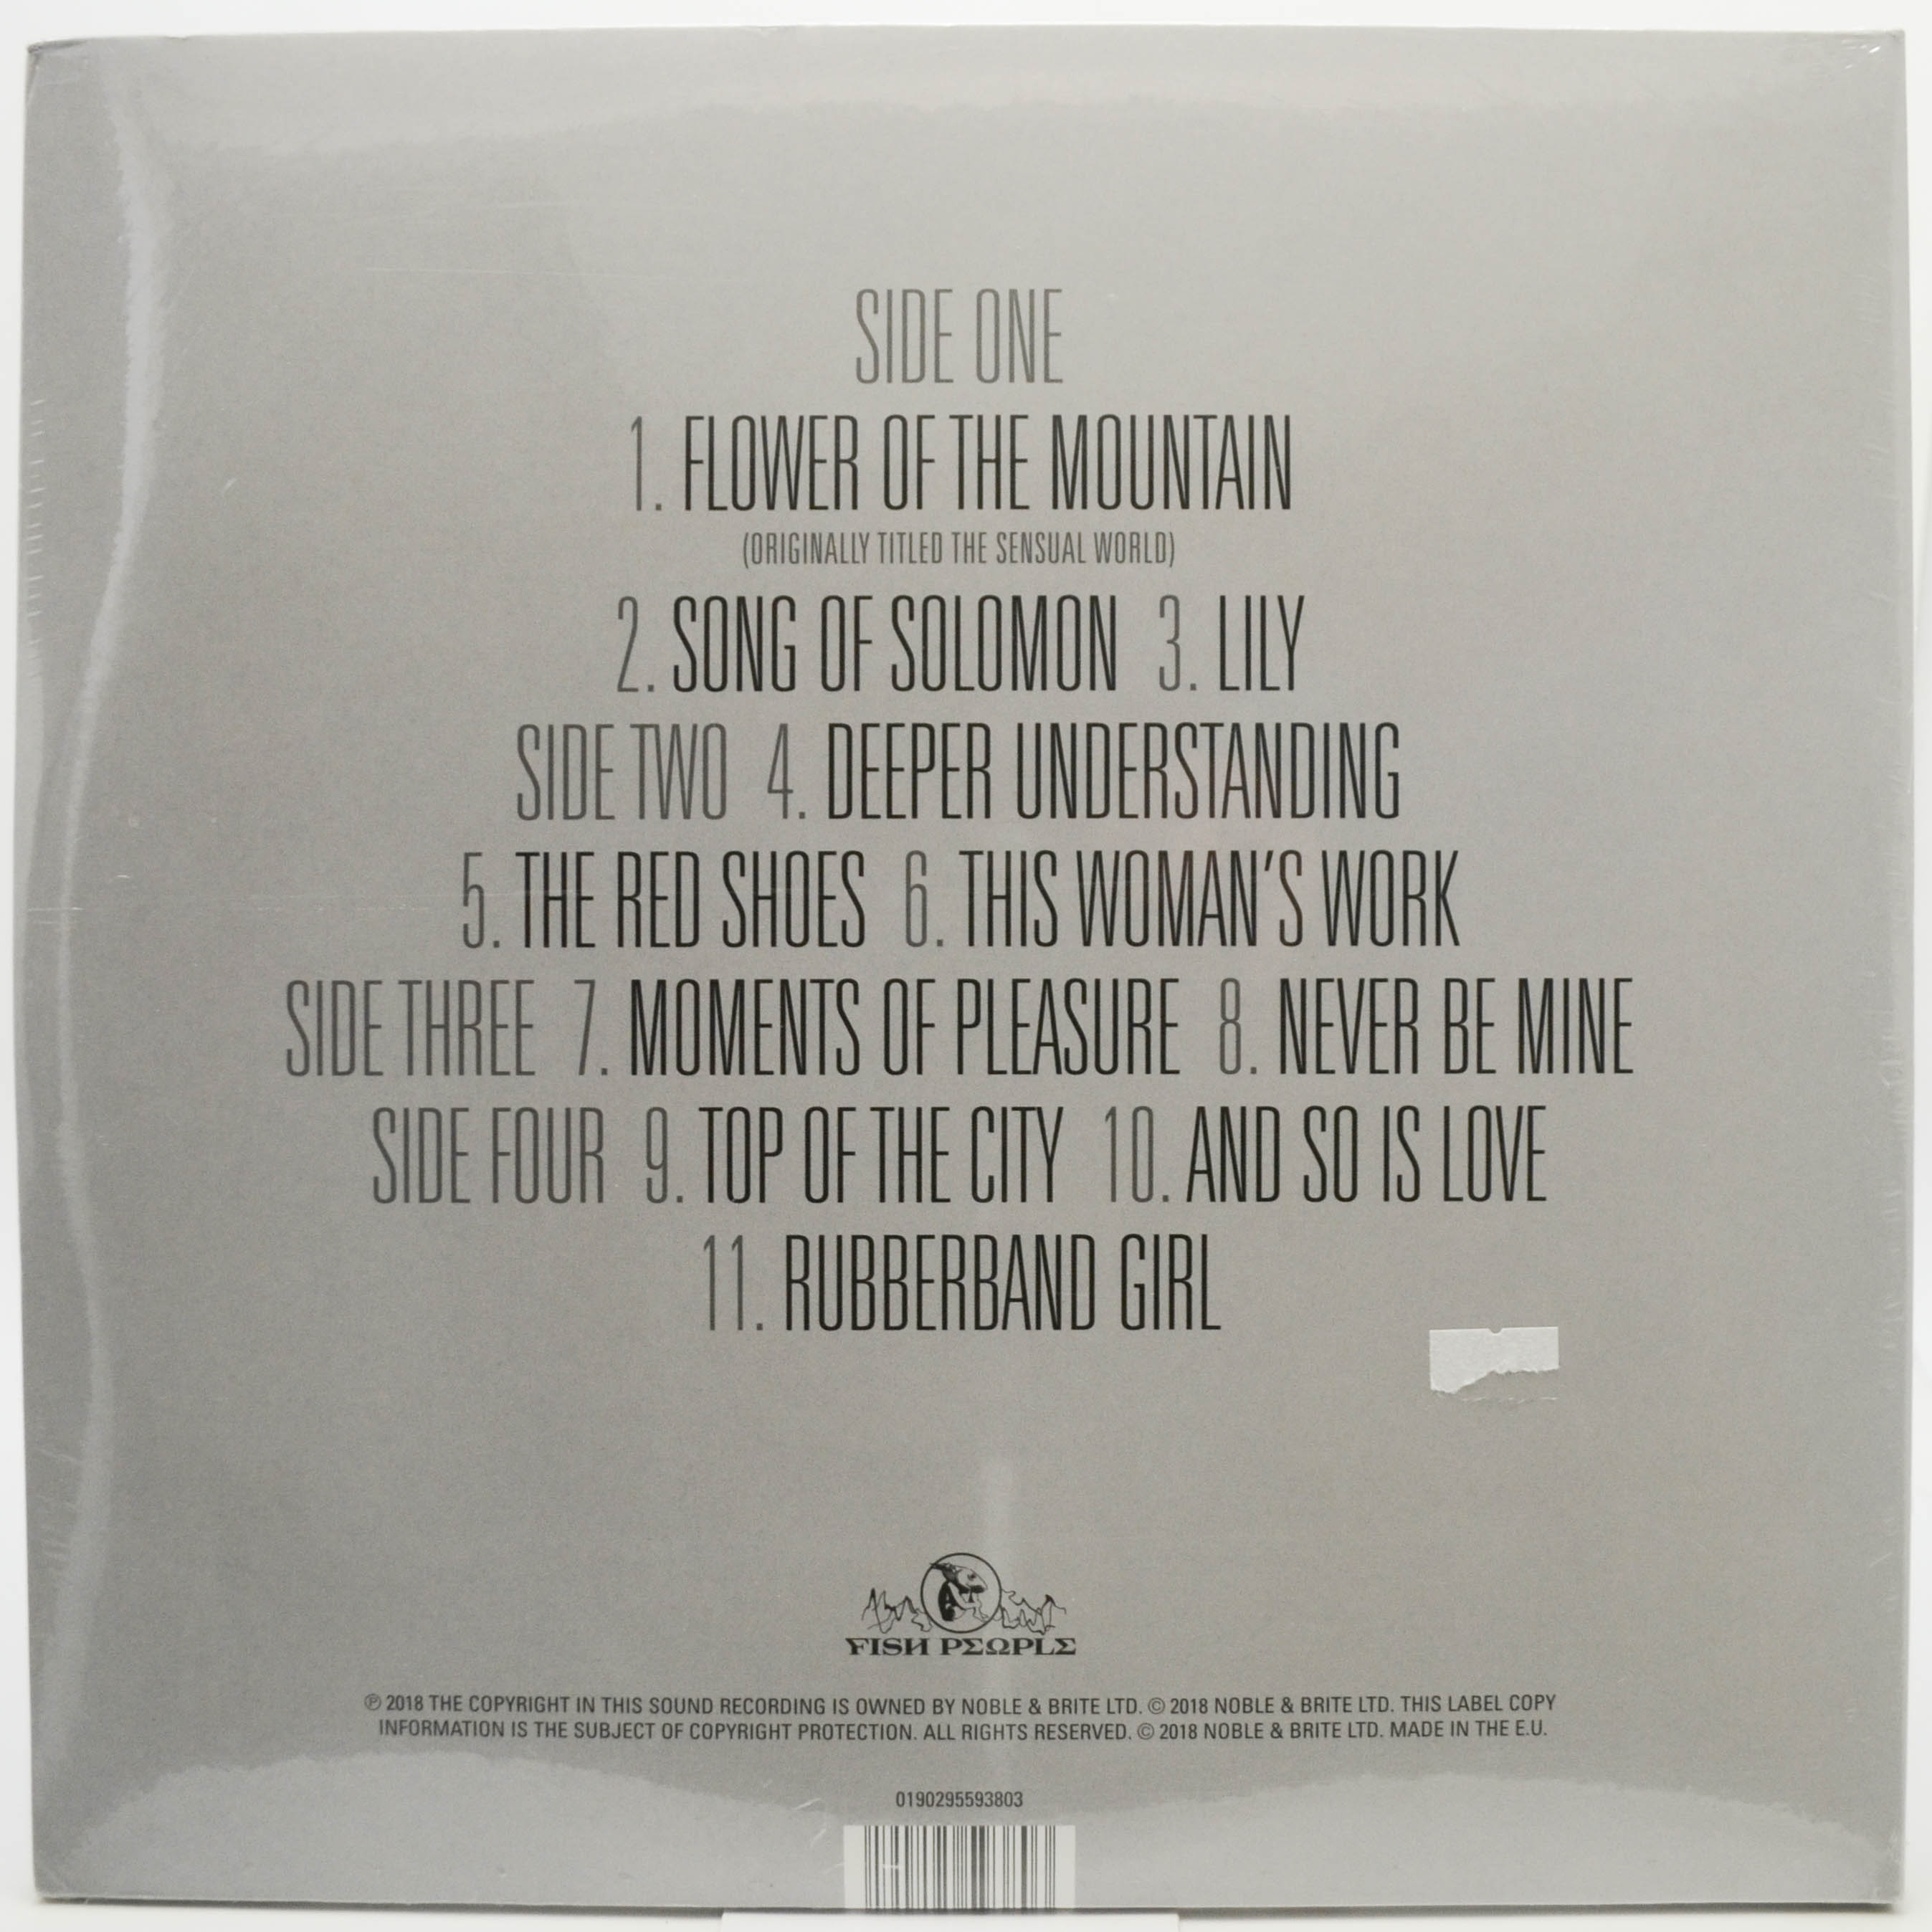 SIDE ONE
1. FLOWER OF THE MOUNTAIN
(ORIGINALLY TITLED THE SENSUAL WORLD)
2. SONG OF SOLOMON 3. LILY
SIDE TWO 4. DEEPER UNDERSTANDING
5. THE RED SHOES 6. THIS WOMAN'S WORK
SIDE THREE 7. MOMENTS OF PLEASURE 8. NEVER BE MINE
SIDE FOUR 9. TOP OF THE CITY 10. AND SO IS LOVE
11. RUBBERBAND GIRL
FISH PEΩPLΣ
℗ 2018 THE COPYRIGHT IN THIS SOUND RECORDING IS OWNED BY NOBLE & BRITE LTD. © 2018 NOBLE & BRITE LTD. THIS LABEL COPY
INFORMATION IS THE SUBJECT OF COPYRIGHT PROTECTION. ALL RIGHTS RESERVED. © 2018 NOBLE & BRITE LTD. MADE IN THE E.U.
0190295593803